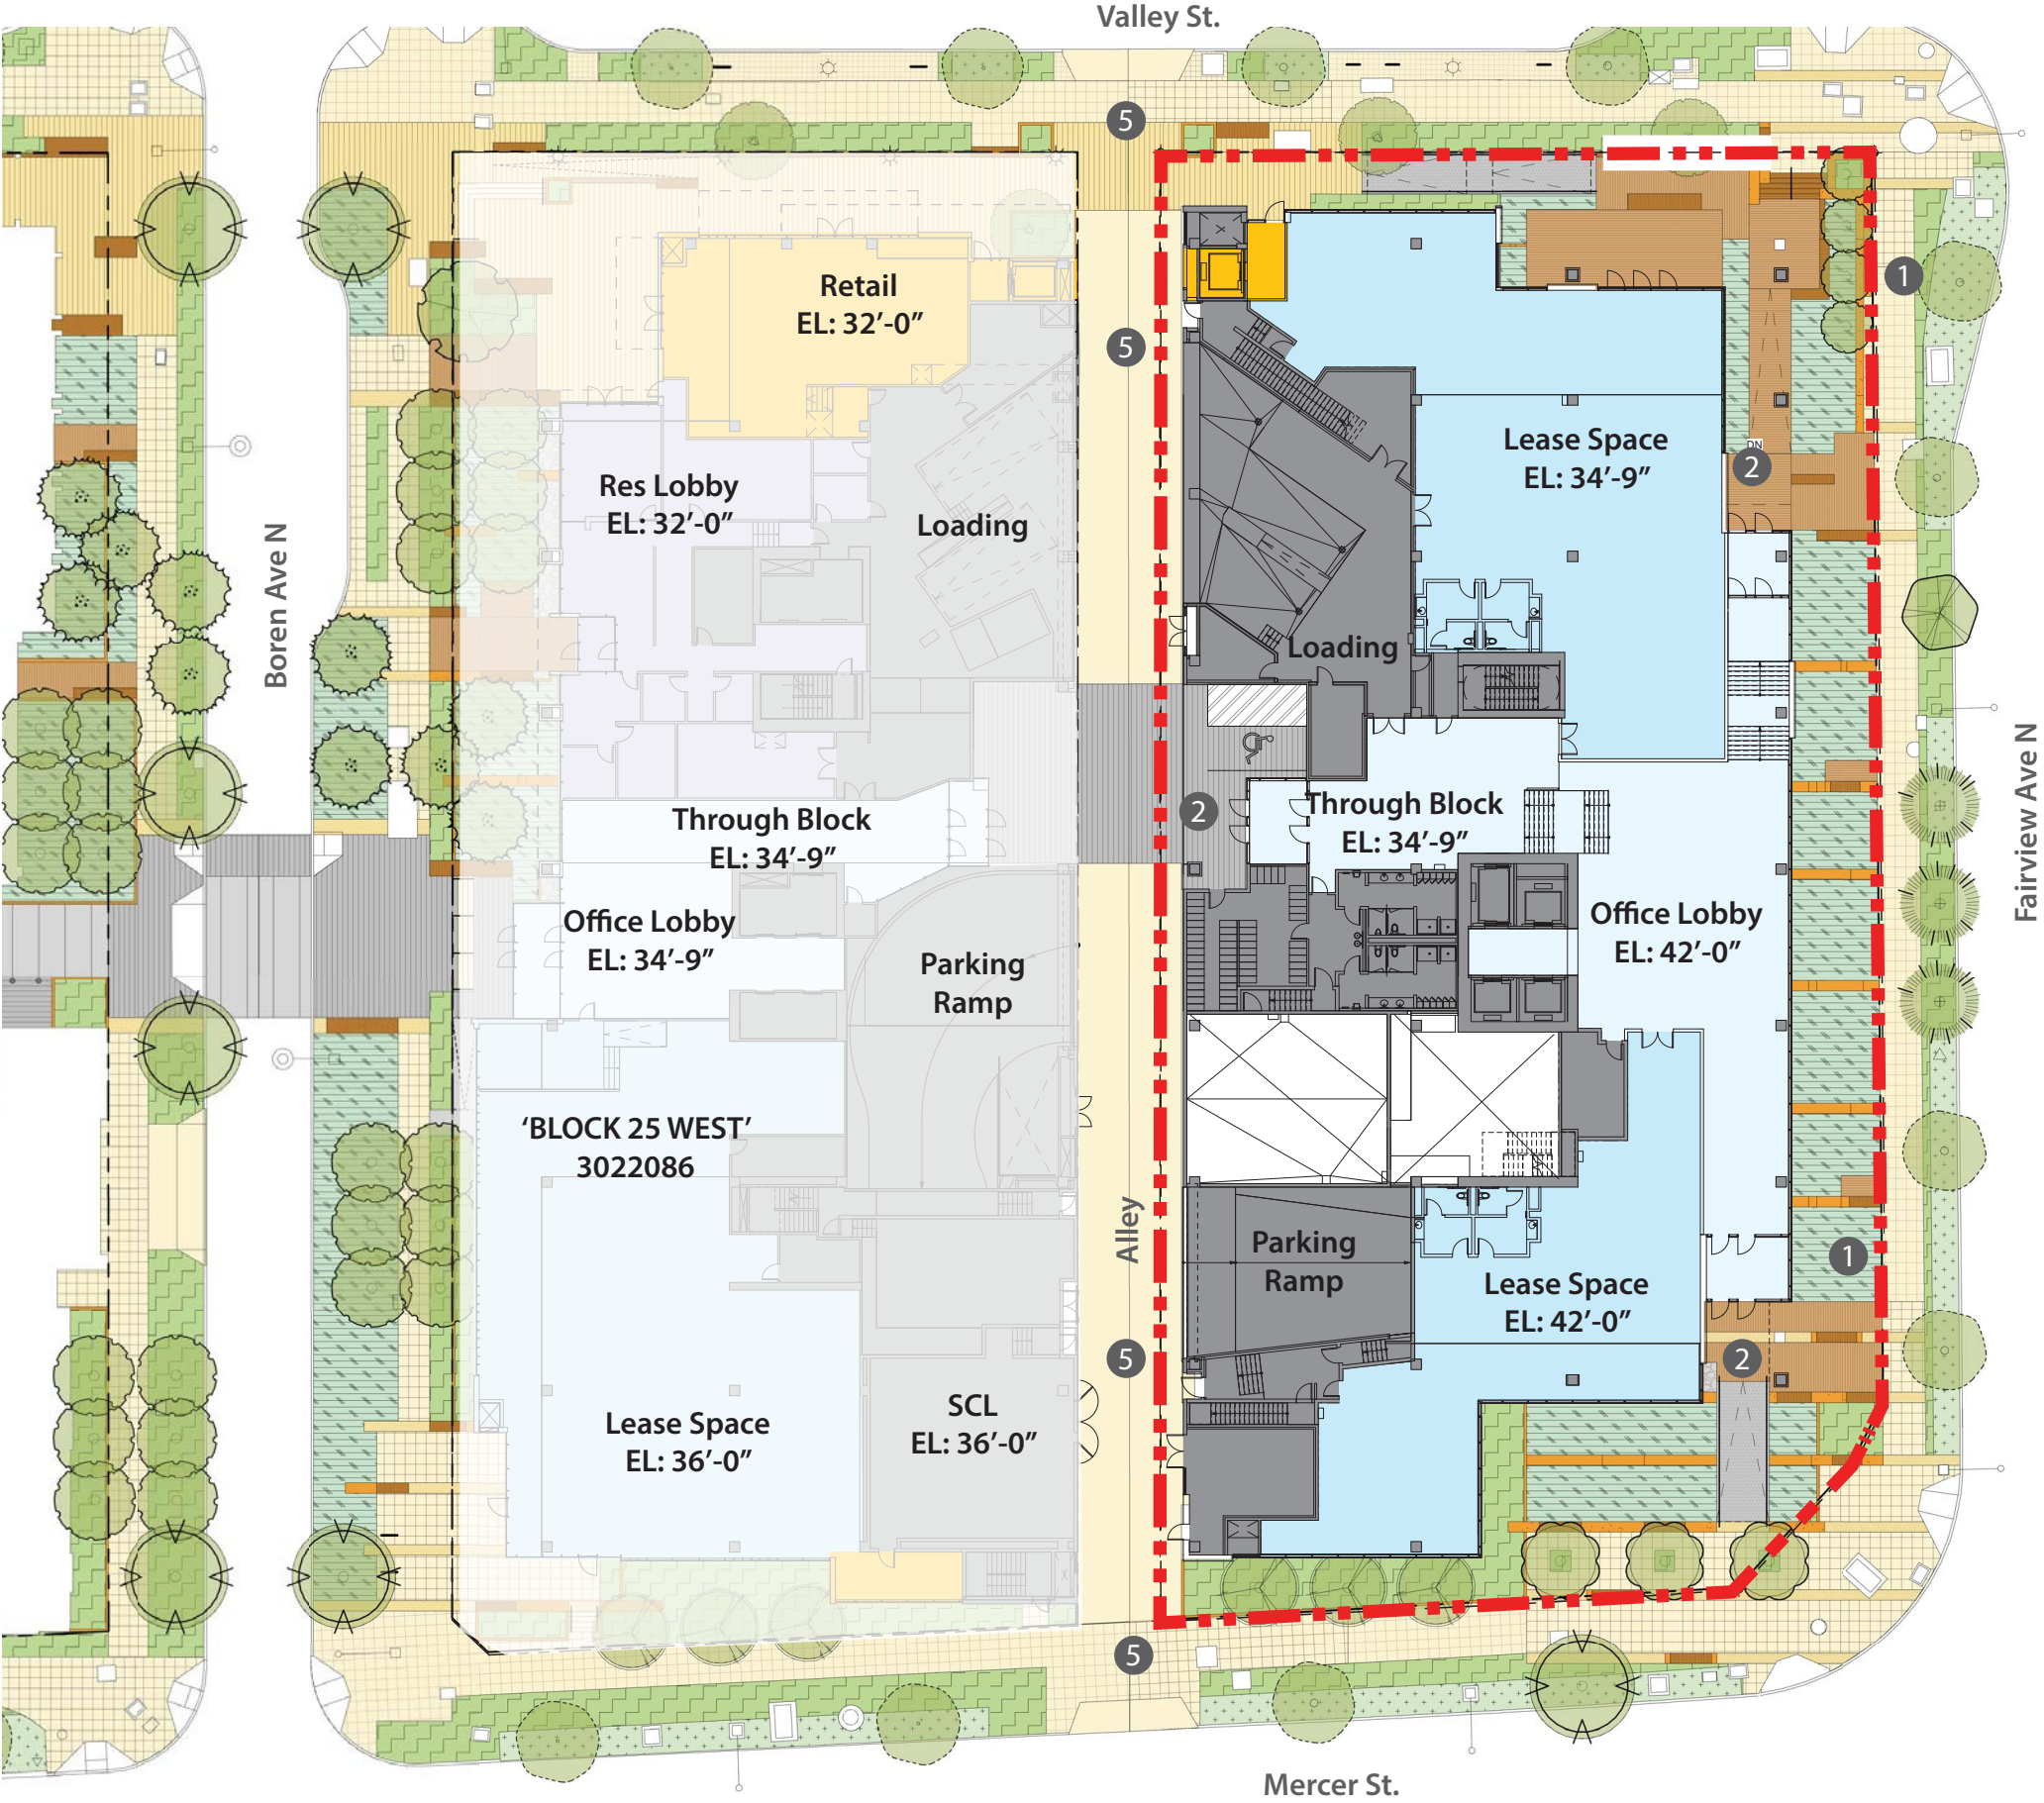 Valley St.
5
1
Retail
EL: 32’-0”
5
Lease Space
EL: 34’-9”
DN
2
Res Lobby
EL: 32’-0”
Loading
Boren Ave N
Loading
Through Block
EL: 34’-9”
2
Through Block
EL: 34’-9”
Fairview Ave N
Office Lobby
EL: 34’-9”
Parking
Ramp
Office Lobby
EL: 42’-0”
‘BLOCK 25 WEST’
3022086
Alley
Parking
Ramp
1
Lease Space
EL: 42’-0”
5
2
Lease Space
EL: 36’-0”
SCL
EL: 36’-0”
5
Mercer St.